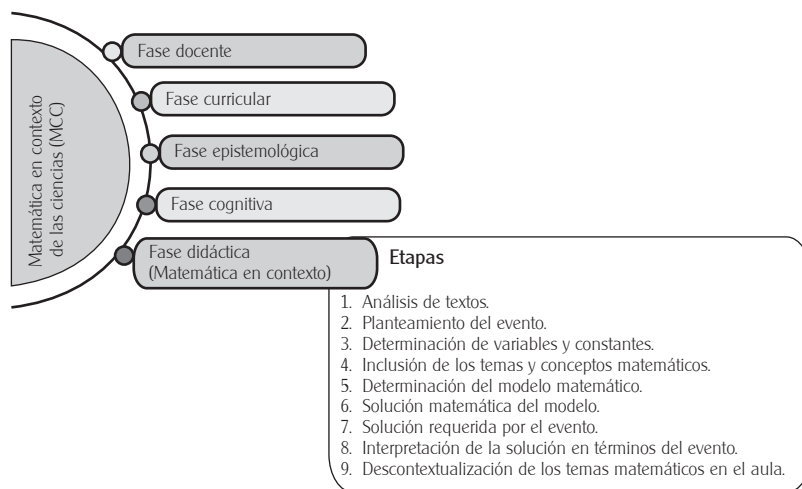 Matemática en contexto
de las ciencias (MCC)
Fase docente
Fase curricular
Fase epistemológica
Fase cognitiva
Fase didáctica
(Matemática en contexto)
Etapas
1. Análisis de textos.
2. Planteamiento del evento.
3. Determinación de variables y constantes.
4. Inclusión de los temas y conceptos matemáticos.
5. Determinación del modelo matemático.
6. Solución matemática del modelo.
7. Solución requerida por el evento.
8. Interpretación de la solución en términos del evento.
9. Descontextualización de los temas matemáticos en el aula.